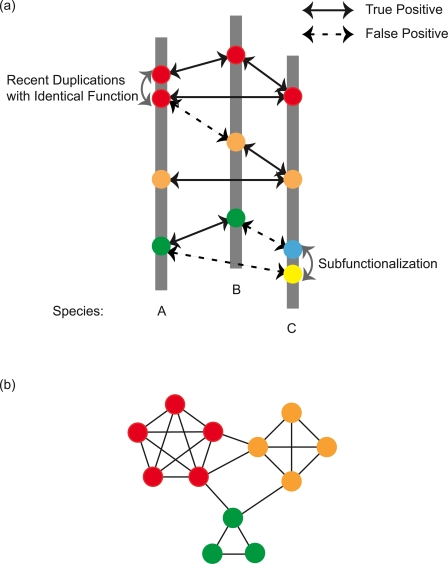 (a)
True Positive
False Positive
Recent Duplications
with Identical Function
Subfunctionalization
Species:
A
B
C
(b)